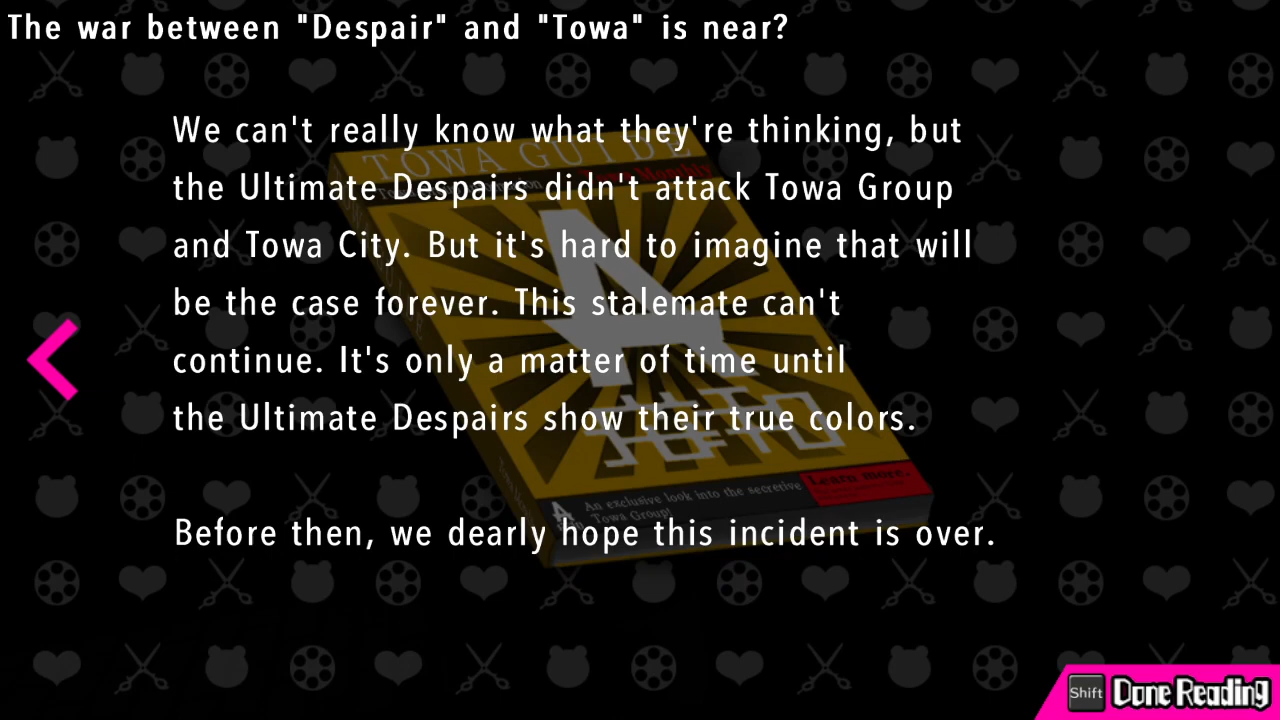 The war between "Despair" and "Towa" is near?
We can't really know what they're thinking, but
the Ultimate Despairs didn't attack Towa Group
and Towa City. But it's hard to imagine that will
be the case forever. This stalemate can't
continue. It's only a matter of time until
the Ultimate Despairs show their true colors.
Before then, we dearly hope this incident is over.
TOWA GUIDE
Towa Monthly
An exclusive look into the secretive
Towa Group!
Learn more.
Shift Done Reading